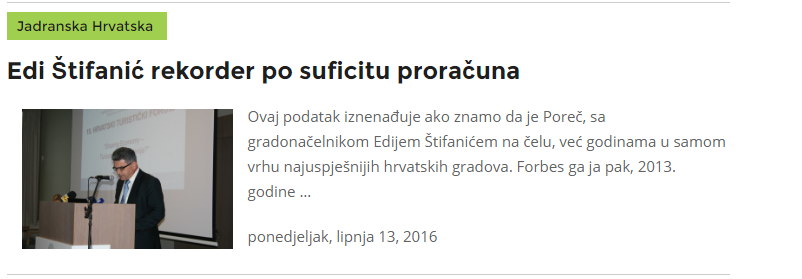 Jadranska Hrvatska
Edi Štifanić rekorder po suficitu proračuna
Ovaj podatak iznenađuje ako znamo da je Poreč, sa
gradonačelnikom Edijem Štifanićem na čelu, već godinama u samom
vrhu najuspješnijih hrvatskih gradova. Forbes ga ja pak, 2013.
godine ...
ponedjeljak, lipnja 13, 2016
HRVATSKI TURISTIČKI